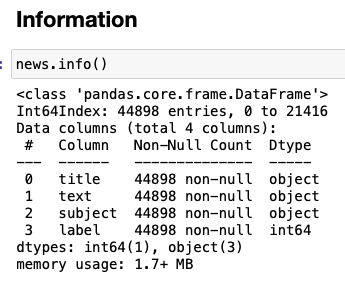 Information
: news.info()
<class 'pandas.core.frame.DataFrame'>
Int64Index: 44898 entries, 0 to 21416
Data columns (total 4 columns):
 #   Column   Non-Null Count  Dtype
---  ------   --------------  -----
 0   title    44898 non-null  object
 1   text     44898 non-null  object
 2   subject  44898 non-null  object
 3   label    44898 non-null  int64
dtypes: int64(1), object(3)
memory usage: 1.7+ MB